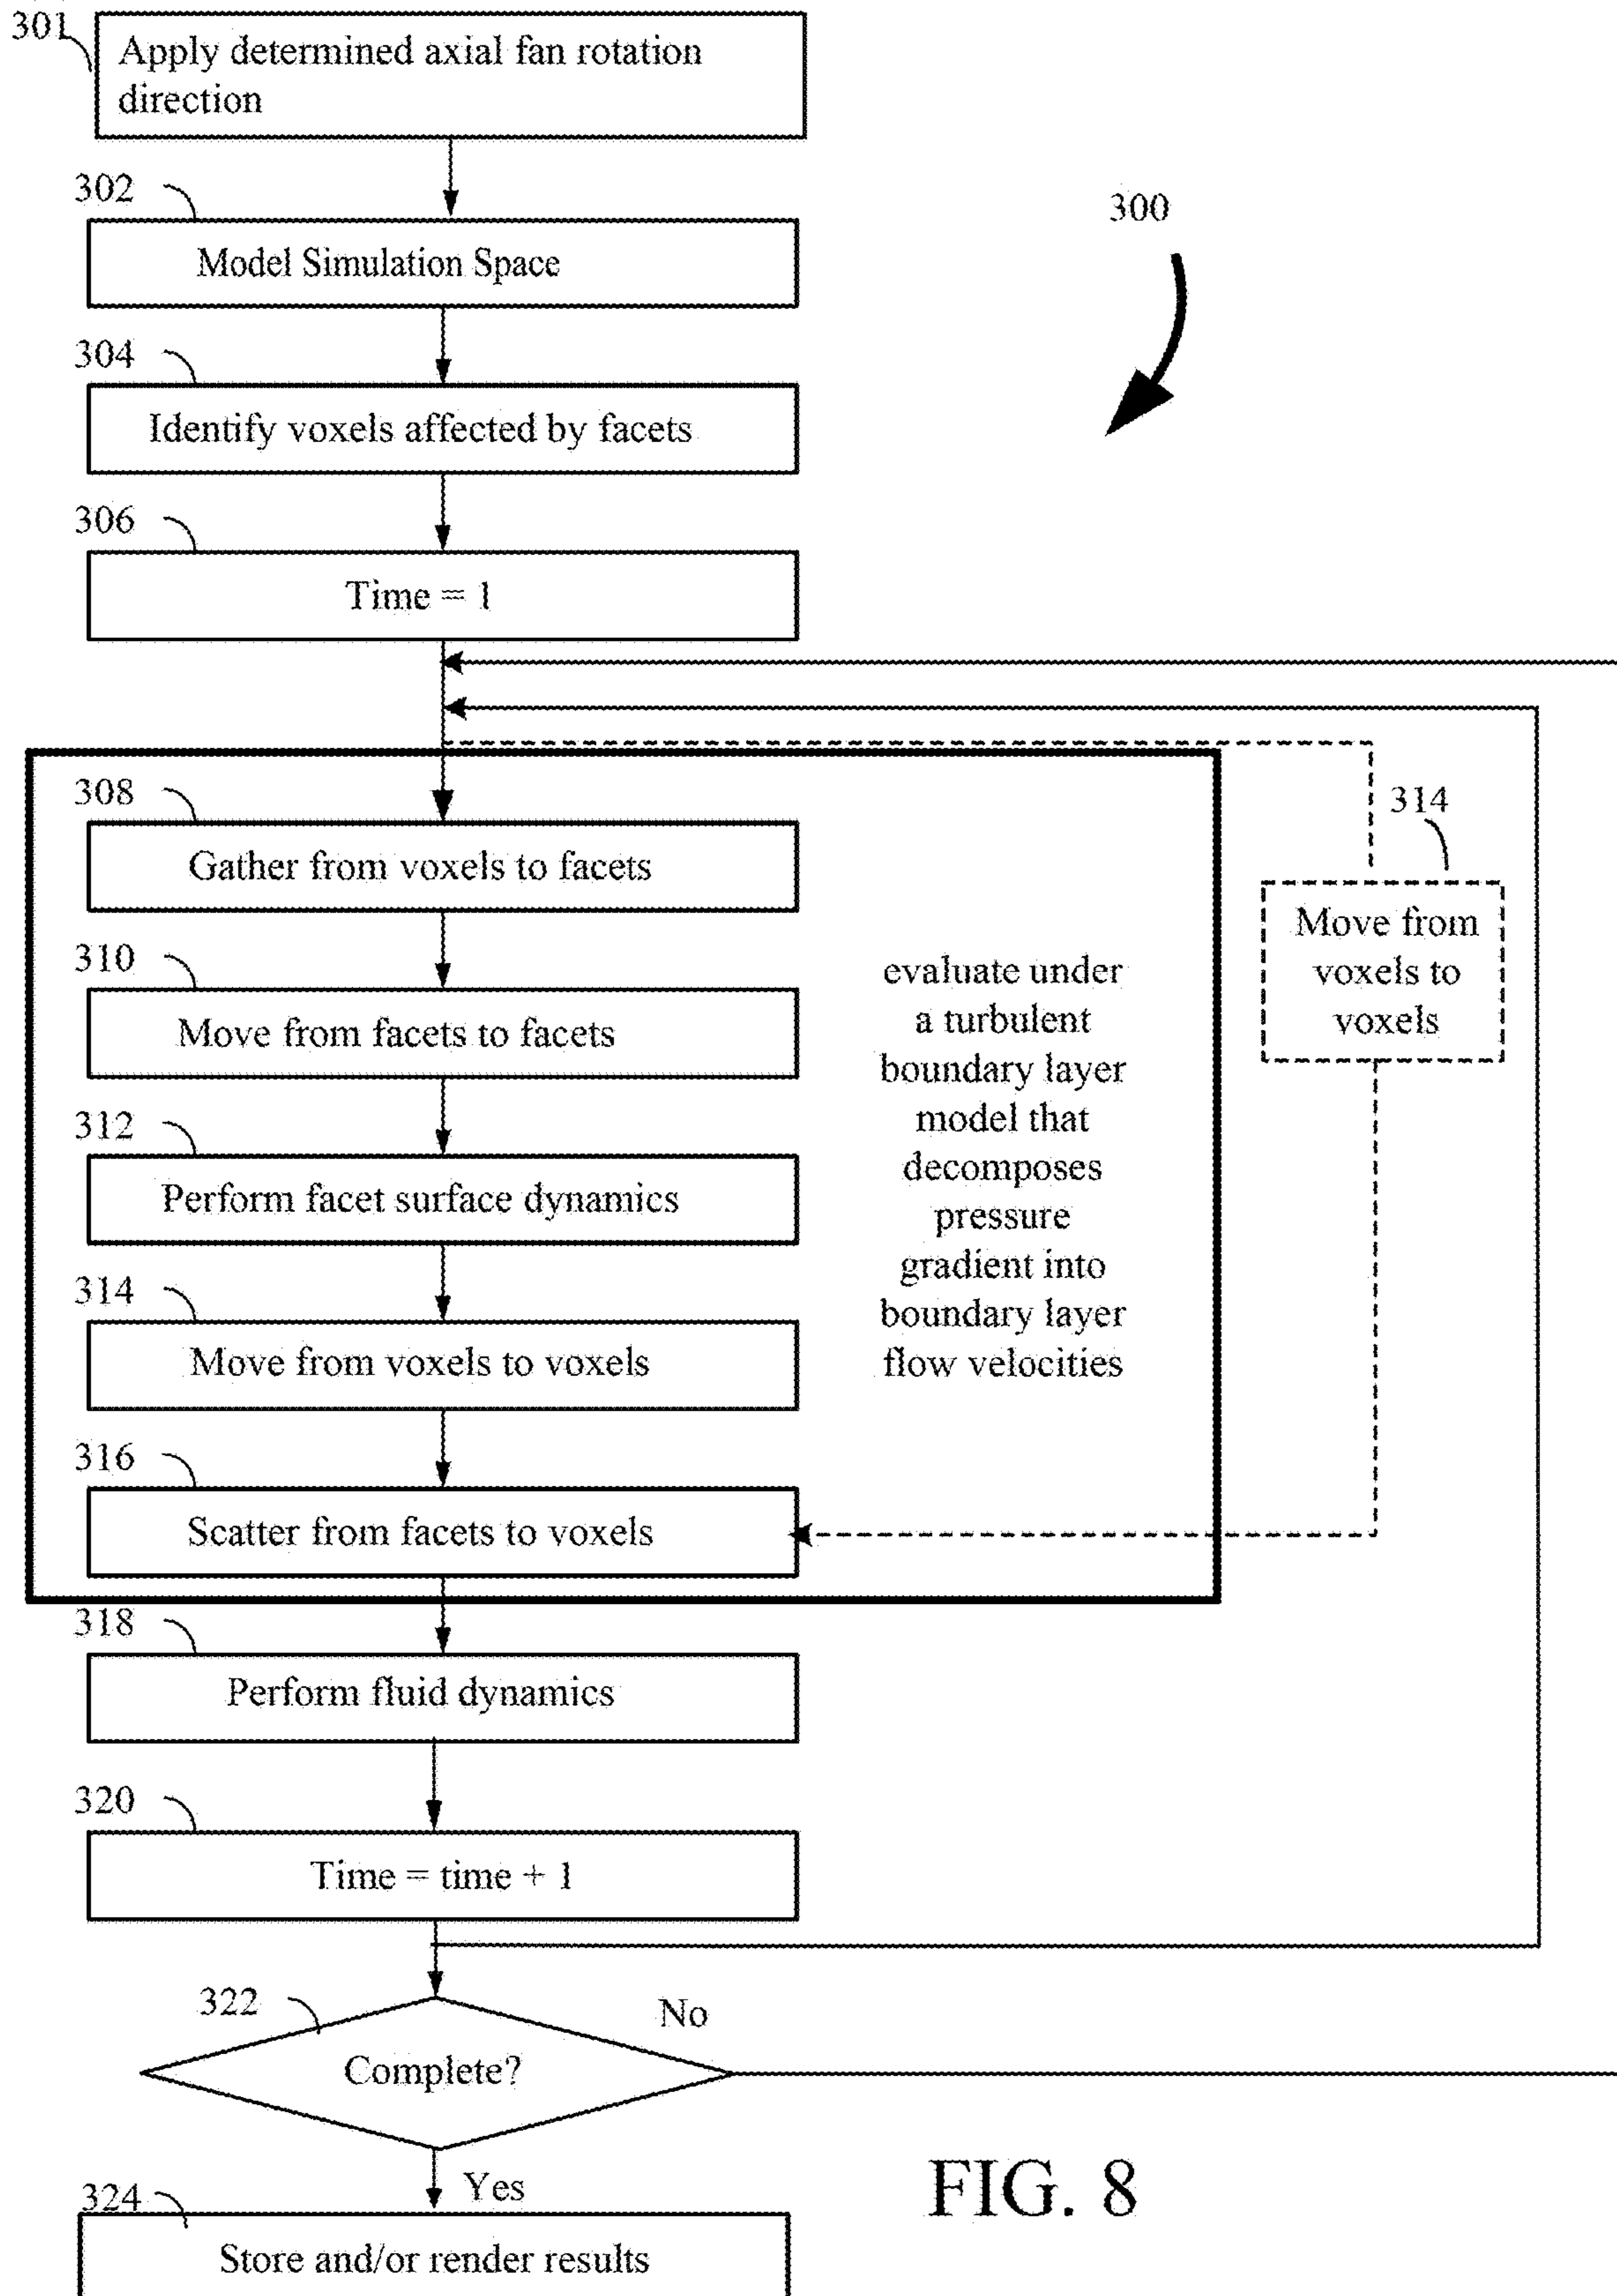 301
Apply determined axial fan rotation
direction
302
Model Simulation Space
300
304
Identify voxels affected by facets
306
Time = 1
308
Gather from voxels to facets
310
Move from facets to facets
312
Perform facet surface dynamics
314
Move from voxels to voxels
316
Scatter from facets to voxels
evaluate under
a turbulent
boundary layer
model that
decomposes
pressure
gradient into
boundary layer
flow velocities
314
Move from
voxels to
voxels
318
Perform fluid dynamics
320
Time = time + 1
322
Complete?
No
Yes
324
Store and/or render results
FIG. 8